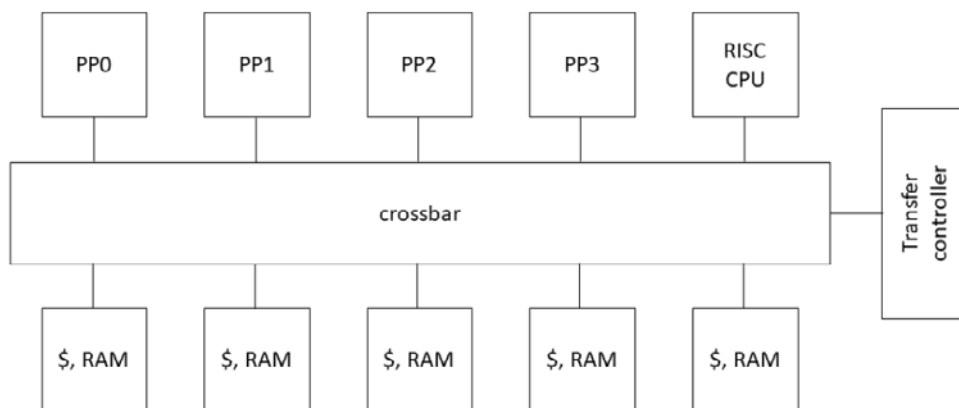 PP0
PP1
PP2
PP3
RISC
CPU
crossbar
Transfer
controller
$, RAM
$, RAM
$, RAM
$, RAM
$, RAM